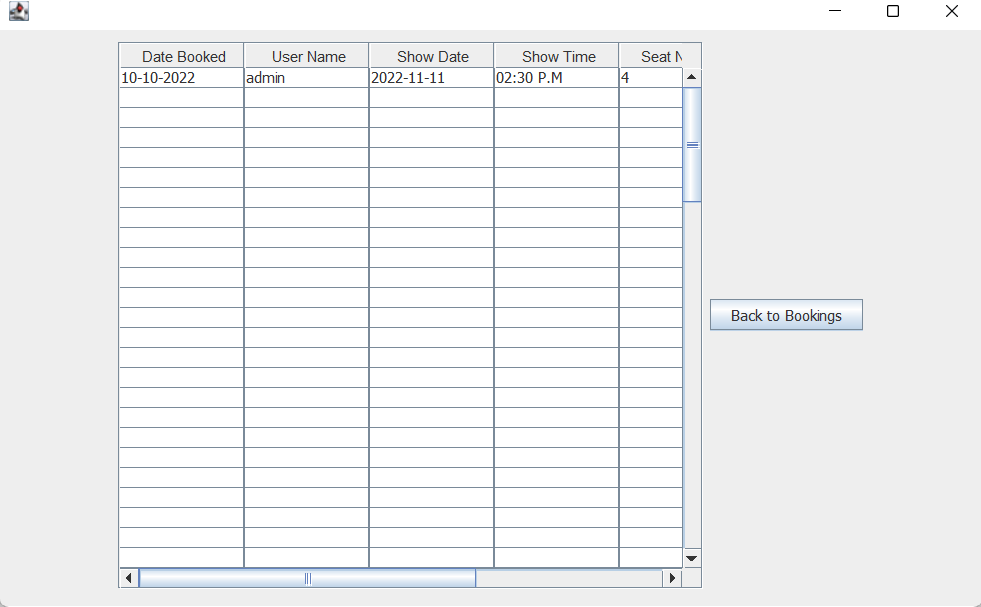 Date Booked User Name Show Date Show Time Seat N
10-10-2022 admin 2022-11-11 02:30 P.M 4
Back to Bookings